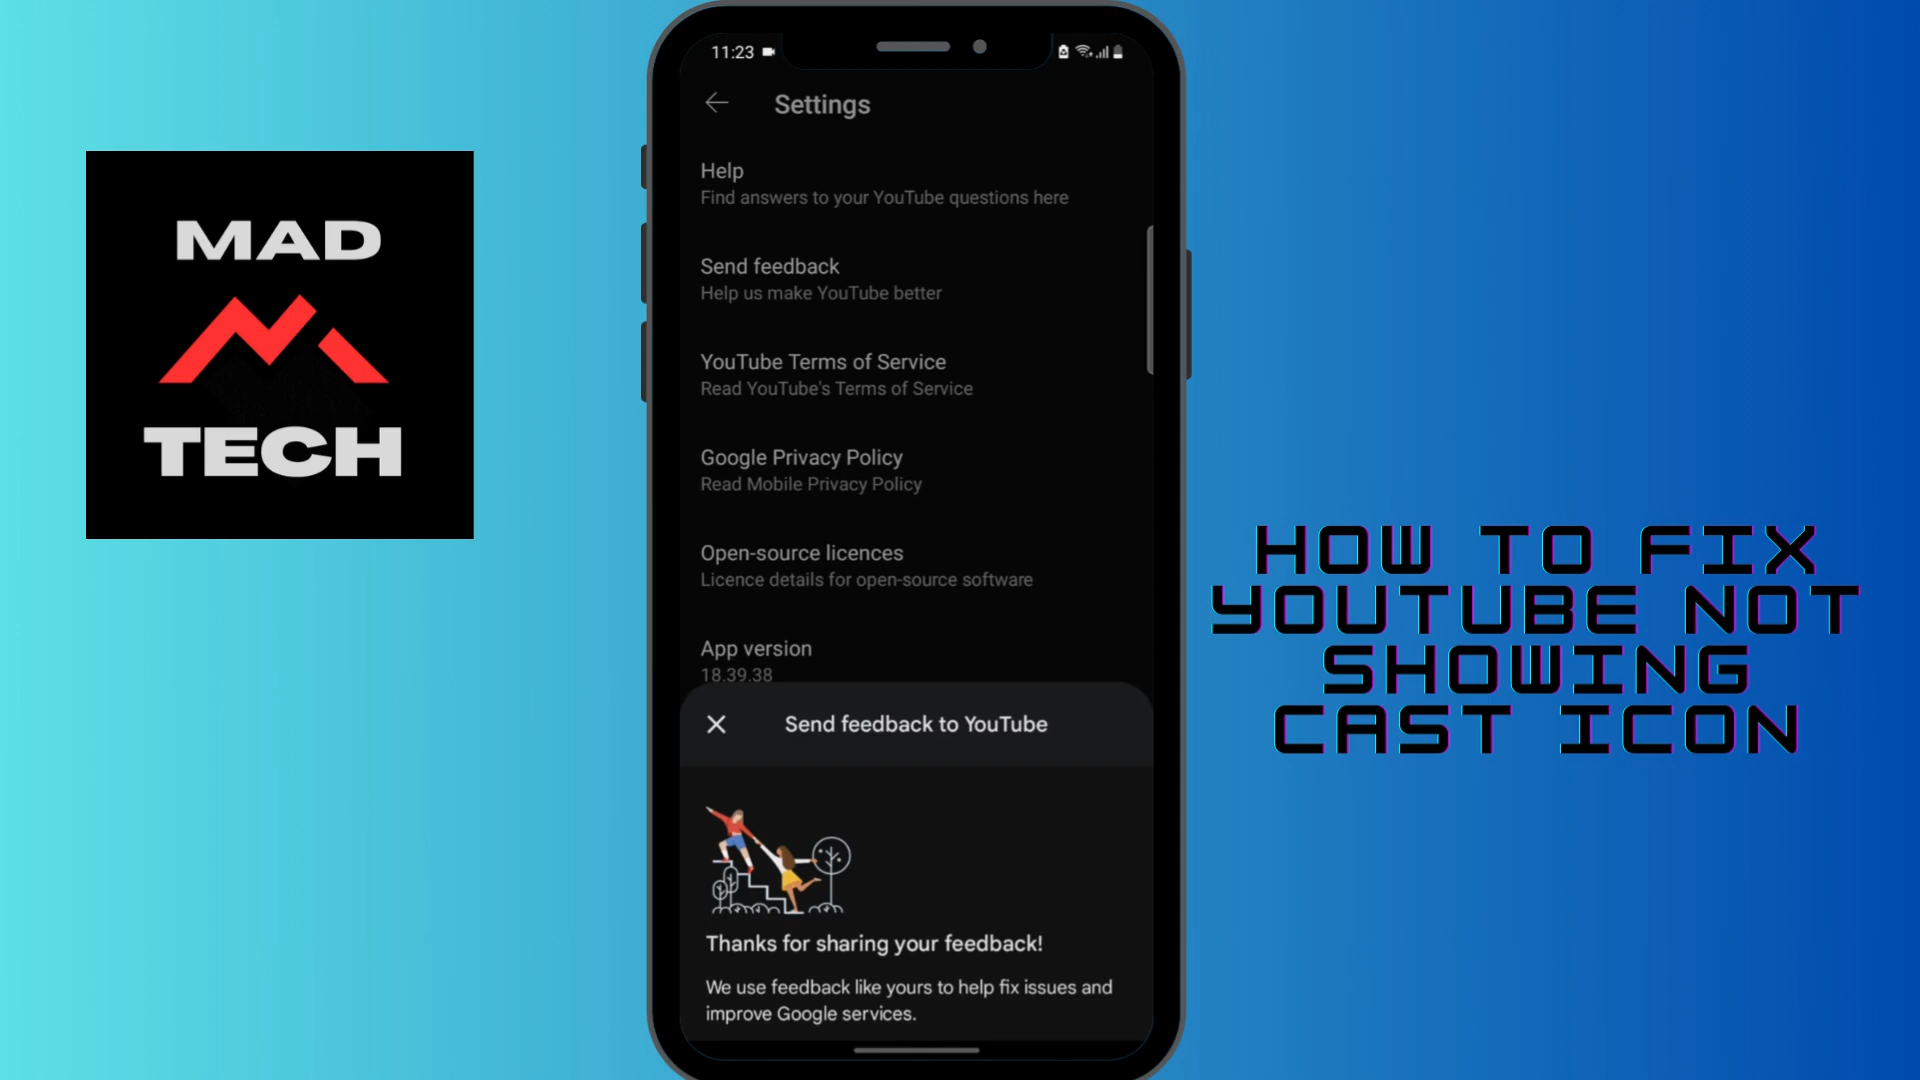 MAD
TECH
11:23
Settings
Help
Find answers to your YouTube questions here
Send feedback
Help us make YouTube better
YouTube Terms of Service
Read YouTube's Terms of Service
Google Privacy Policy
Read Mobile Privacy Policy
Open-source licences
Licence details for open-source software
App version
18.39.38
Send feedback to YouTube
Thanks for sharing your feedback!
We use feedback like yours to help fix issues and
improve Google services.
HOW TO FIX
YOUTUBE NOT
SHOWING
CAST ICON